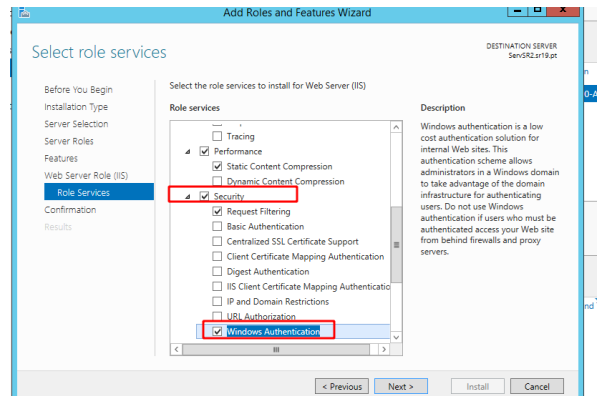 Add Roles and Features Wizard
Select role services
DESTINATION SERVER
ServSR2.sr19.pt
Before You Begin
Installation Type
Server Selection
Server Roles
Features
Web Server Role (IIS)
Role Services
Confirmation
Results
Select the role services to install for Web Server (IIS)
Role services
Tracing
Performance
Static Content Compression
Dynamic Content Compression
Security
Request Filtering
Basic Authentication
Centralized SSL Certificate Support
Client Certificate Mapping Authentication
Digest Authentication
IIS Client Certificate Mapping Authenticatio
IP and Domain Restrictions
URL Authorization
Windows Authentication
Description
Windows authentication is a low
cost authentication solution for
internal Web sites. This
authentication scheme allows
administrators in a Windows domain
to take advantage of the domain
infrastructure for authenticating
users. Do not use Windows
authentication if users who must be
authenticated access your Web site
from behind firewalls and proxy
servers.
< Previous
Next >
Install
Cancel